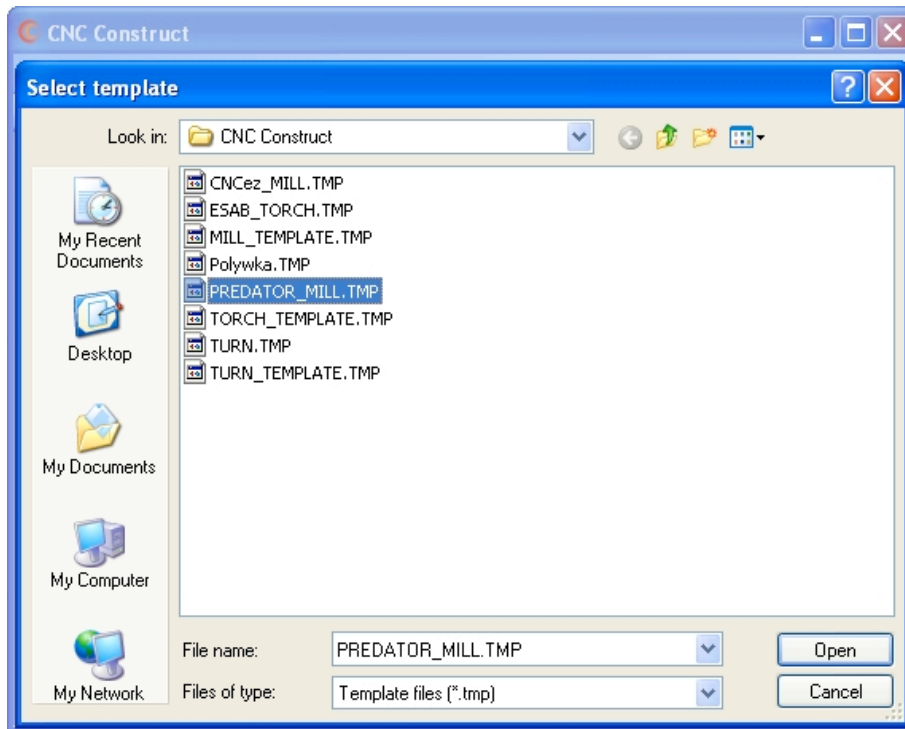 CNC Construct
Select template
Look in: CNC Construct
My Recent
Documents
Desktop
My Documents
My Computer
My Network
CNCez_MILL.TMP
ESAB_TORCH.TMP
MILL_TEMPLATE.TMP
Polywka.TMP
PREDATOR_MILL.TMP
TORCH_TEMPLATE.TMP
TURN.TMP
TURN_TEMPLATE.TMP
File name: PREDATOR_MILL.TMP Open
Files of type: Template files (*.tmp) Cancel